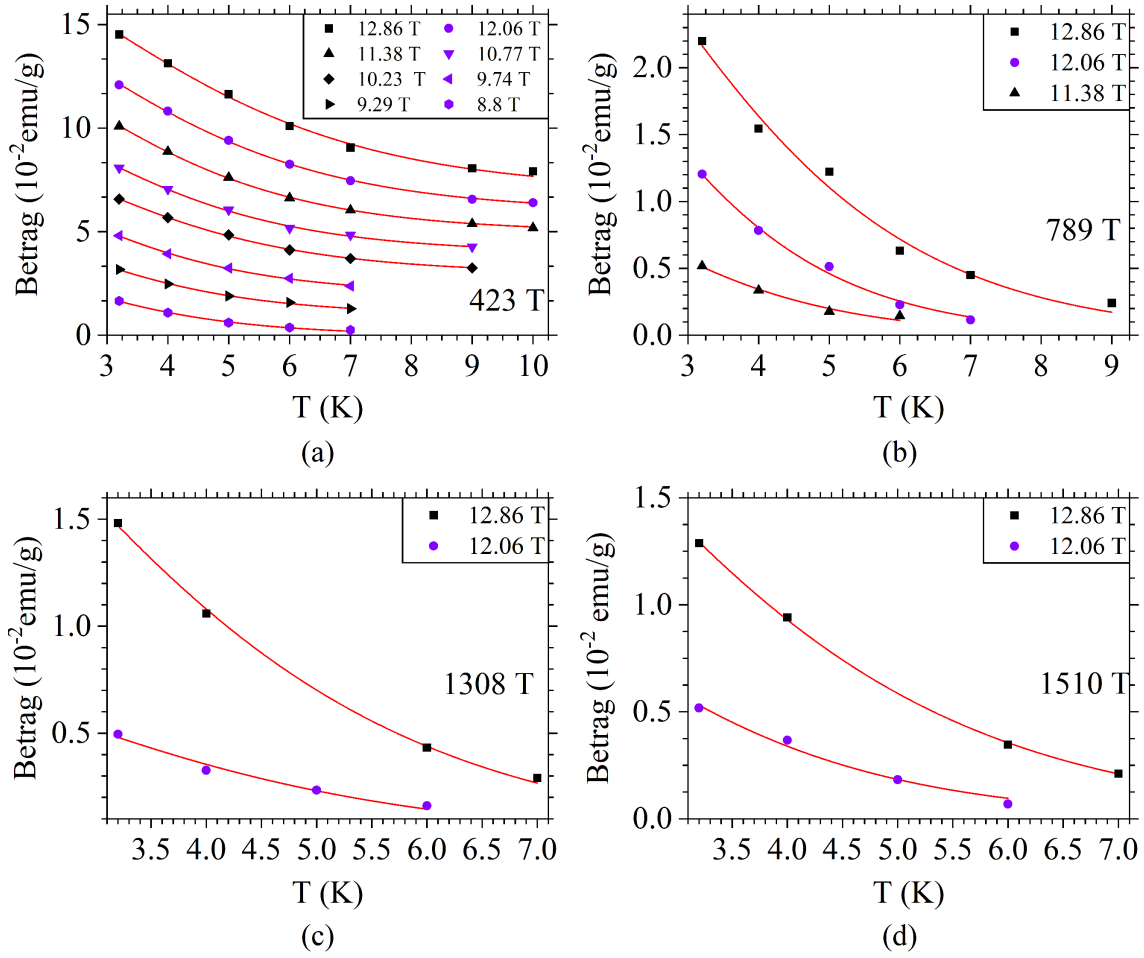 15
10
5
0
Betrag (10⁻²emu/g)
12.86 T
12.06 T
11.38 T
10.77 T
10.23 T
9.74 T
9.29 T
8.8 T
423 T
3 4 5 6 7 8 9 10
T (K)
(a)
2.0
1.5
1.0
0.5
0.0
Betrag (10⁻²emu/g)
12.86 T
12.06 T
11.38 T
789 T
3 4 5 6 7 8 9
T (K)
(b)
1.5
1.0
0.5
Betrag (10⁻²emu/g)
12.86 T
12.06 T
1308 T
3.5 4.0 4.5 5.0 5.5 6.0 6.5 7.0
T (K)
(c)
1.5
1.0
0.5
0.0
Betrag (10⁻² emu/g)
12.86 T
12.06 T
1510 T
3.5 4.0 4.5 5.0 5.5 6.0 6.5 7.0
T (K)
(d)